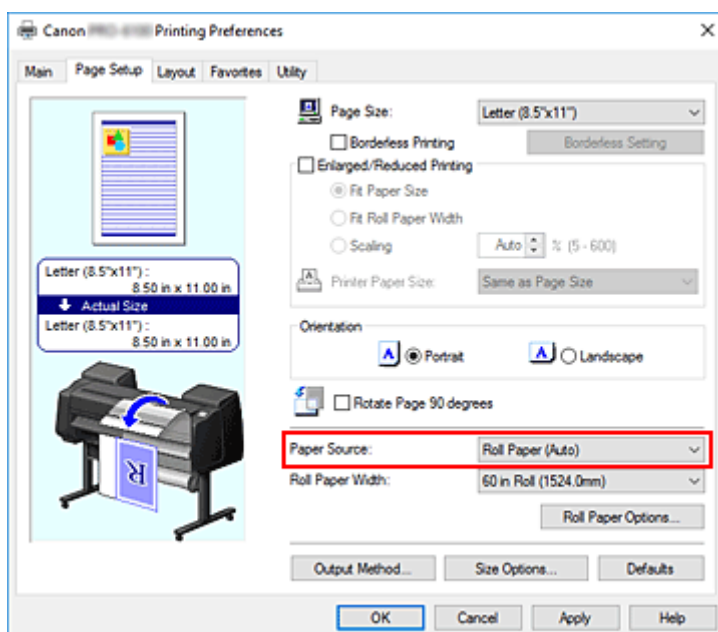 Canon Printing Preferences
Main Page Setup Layout Favorites Utility
Page Size: Letter (8.5"x11")
Borderless Printing Borderless Setting
Enlarged/Reduced Printing
Fit Paper Size
Fit Roll Paper Width
Scaling Auto % (5 - 600)
Printer Paper Size: Same as Page Size
Letter (8.5"x11") :
8.50 in x 11.00 in
Actual Size
Letter (8.5"x11") :
8.50 in x 11.00 in
Orientation
A Portrait A Landscape
Rotate Page 90 degrees
R
Paper Source: Roll Paper (Auto)
Roll Paper Width: 60 in Roll (1524.0mm)
Roll Paper Options...
Output Method... Size Options... Defaults
OK Cancel Apply Help